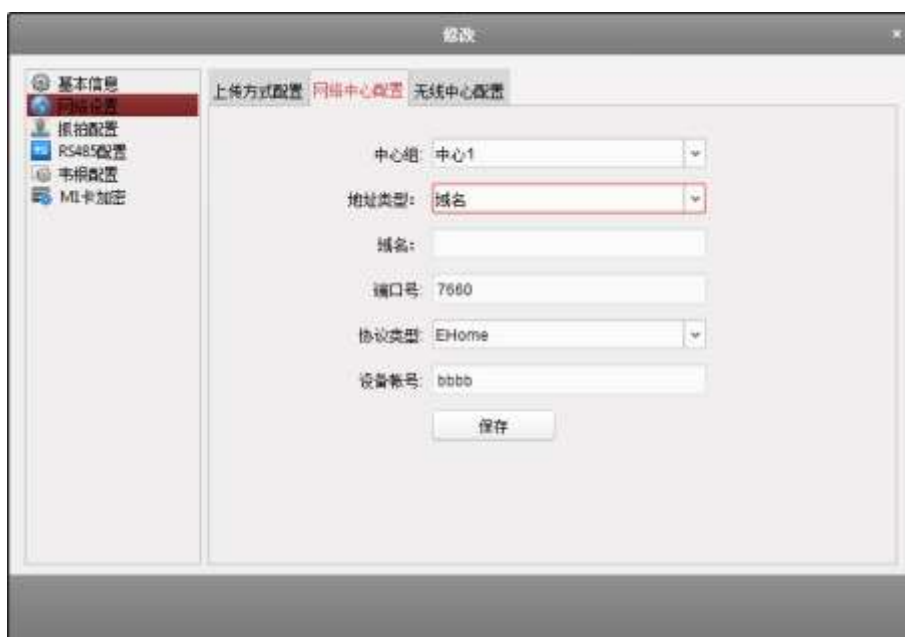 修改
基本信息
网络设置
抓拍配置
RS485配置
韦根配置
M1卡加密
上传方式配置 网络中心配置 无线中心配置
中心组: 中心1
地址类型: 域名
域名:
端口号: 7660
协议类型: EHome
设备帐号: bbbb
保存